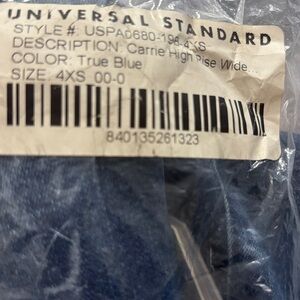 UNIVERSAL STANDARD
STYLE #: USPA0680-196-4XS
DESCRIPTION: Carrie High Rise Wide...
COLOR: True Blue
SIZE: 4XS 00-0
840135261323